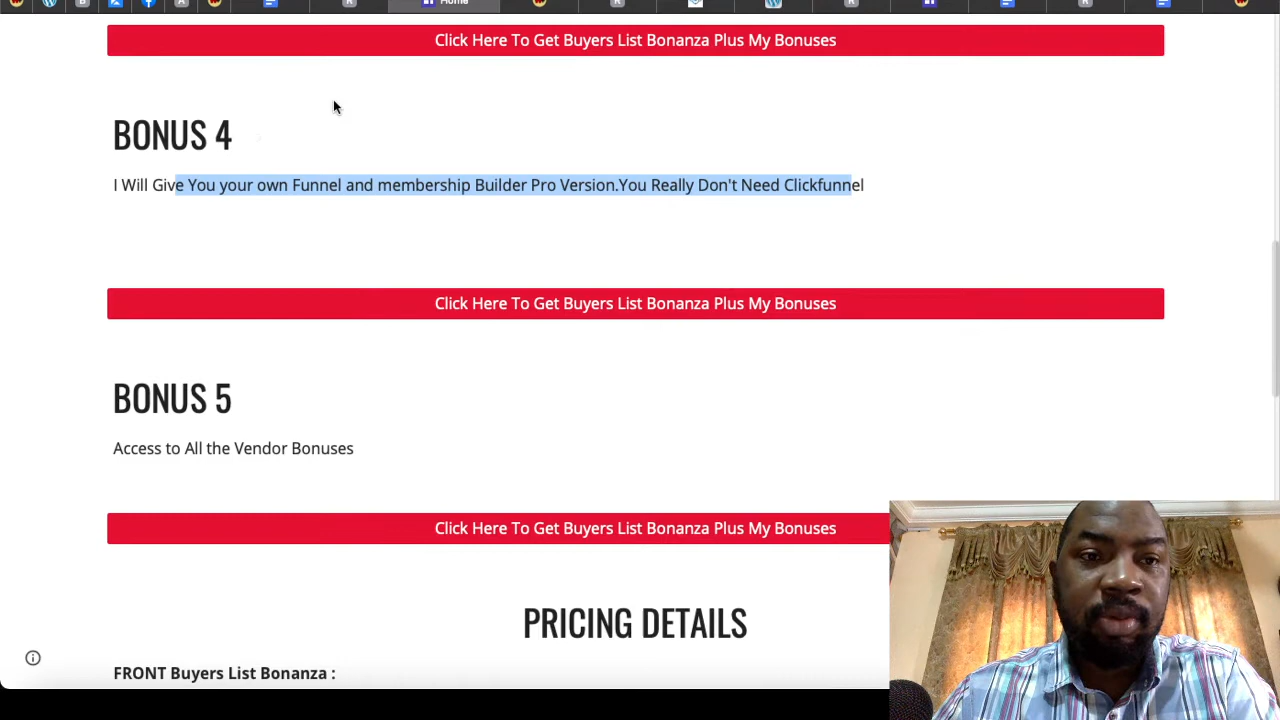 Home
Click Here To Get Buyers List Bonanza Plus My Bonuses
BONUS 4
I Will Give You your own Funnel and membership Builder Pro Version.You Really Don't Need Clickfunnel
Click Here To Get Buyers List Bonanza Plus My Bonuses
BONUS 5
Access to All the Vendor Bonuses
Click Here To Get Buyers List Bonanza Plus My Bonuses
PRICING DETAILS
FRONT Buyers List Bonanza :